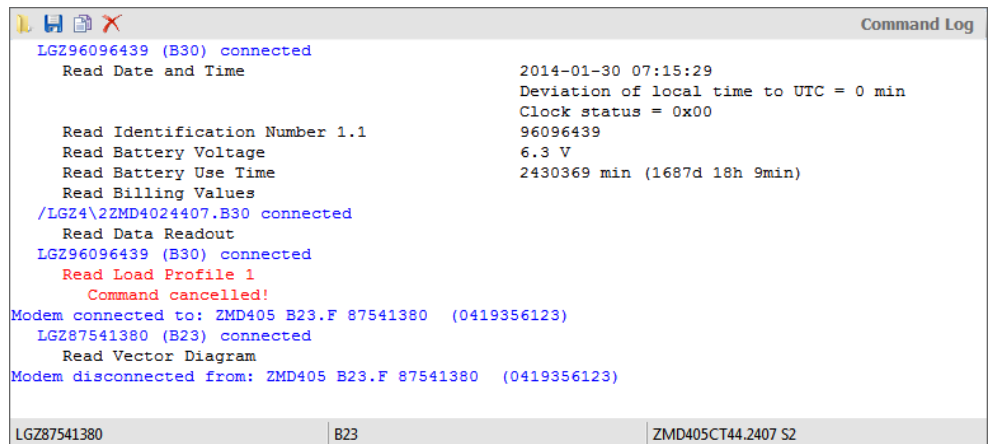 Command Log
LGZ96096439 (B30) connected
Read Date and Time 2014-01-30 07:15:29
Deviation of local time to UTC = 0 min
Clock status = 0x00
Read Identification Number 1.1 96096439
Read Battery Voltage 6.3 V
Read Battery Use Time 2430369 min (1687d 18h 9min)
Read Billing Values
/LGZ4\2ZMD4024407.B30 connected
Read Data Readout
LGZ96096439 (B30) connected
Read Load Profile 1
Command cancelled!
Modem connected to: ZMD405 B23.F 87541380 (0419356123)
LGZ87541380 (B23) connected
Read Vector Diagram
Modem disconnected from: ZMD405 B23.F 87541380 (0419356123)
LGZ87541380 B23 ZMD405CT44.2407 S2